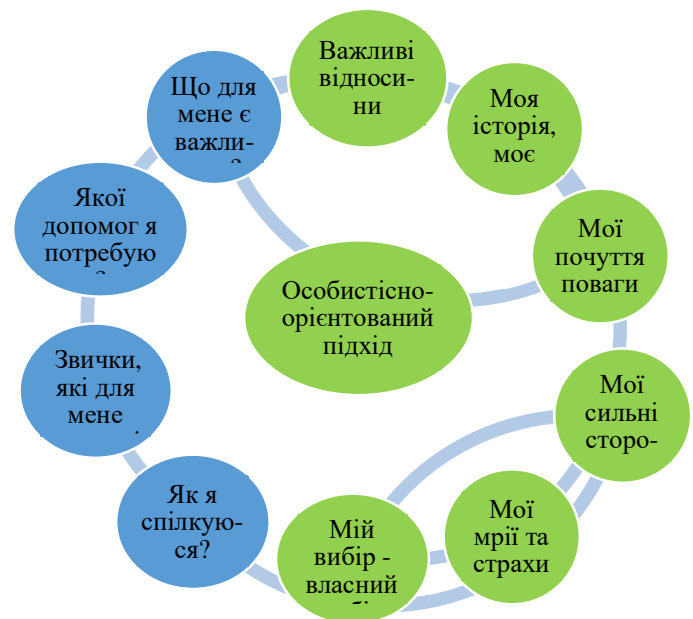 Важливі
відноси-
ни
Моя
історія,
моє
Мої
почуття
поваги
Мої
сильні
сторо-
Мої
мрії та
страхи
Мій
вибір -
власний
Як я
спілкую-
ся?
Звички,
які для
мене
Якої
допомог я
потребую
Що для
мене є
важли-
Особистісно-
орієнтований
підхід